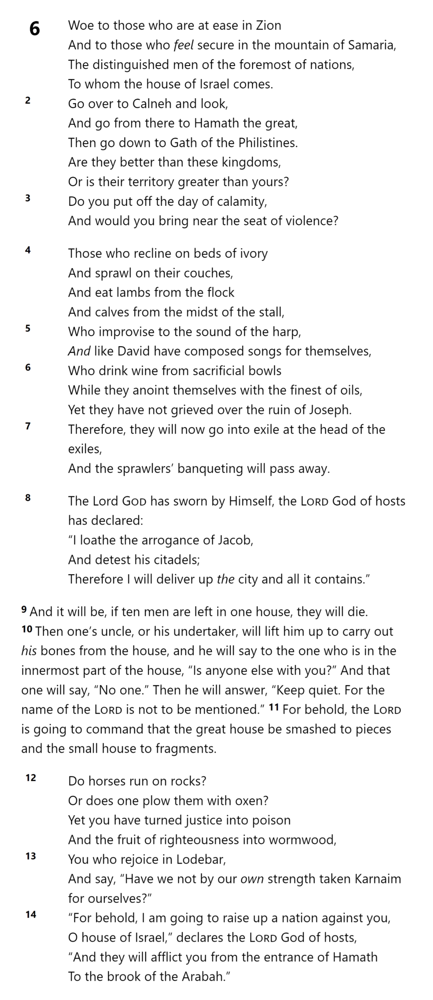 6 Woe to those who are at ease in Zion
And to those who feel secure in the mountain of Samaria,
The distinguished men of the foremost of nations,
To whom the house of Israel comes.
2 Go over to Calneh and look,
And go from there to Hamath the great,
Then go down to Gath of the Philistines.
Are they better than these kingdoms,
Or is their territory greater than yours?
3 Do you put off the day of calamity,
And would you bring near the seat of violence?
4 Those who recline on beds of ivory
And sprawl on their couches,
And eat lambs from the flock
And calves from the midst of the stall,
5 Who improvise to the sound of the harp,
And like David have composed songs for themselves,
6 Who drink wine from sacrificial bowls
While they anoint themselves with the finest of oils,
Yet they have not grieved over the ruin of Joseph.
7 Therefore, they will now go into exile at the head of the
exiles,
And the sprawlers’ banqueting will pass away.
8 The Lord GOD has sworn by Himself, the LORD God of hosts
has declared:
“I loathe the arrogance of Jacob,
And detest his citadels;
Therefore I will deliver up the city and all it contains.”
9 And it will be, if ten men are left in one house, they will die.
10 Then one’s uncle, or his undertaker, will lift him up to carry out
his bones from the house, and he will say to the one who is in the
innermost part of the house, “Is anyone else with you?” And that
one will say, “No one.” Then he will answer, “Keep quiet. For the
name of the LORD is not to be mentioned.” 11 For behold, the LORD
is going to command that the great house be smashed to pieces
and the small house to fragments.
12 Do horses run on rocks?
Or does one plow them with oxen?
Yet you have turned justice into poison
And the fruit of righteousness into wormwood,
13 You who rejoice in Lodebar,
And say, “Have we not by our own strength taken Karnaim
for ourselves?”
14 “For behold, I am going to raise up a nation against you,
O house of Israel,” declares the LORD God of hosts,
“And they will afflict you from the entrance of Hamath
To the brook of the Arabah.”